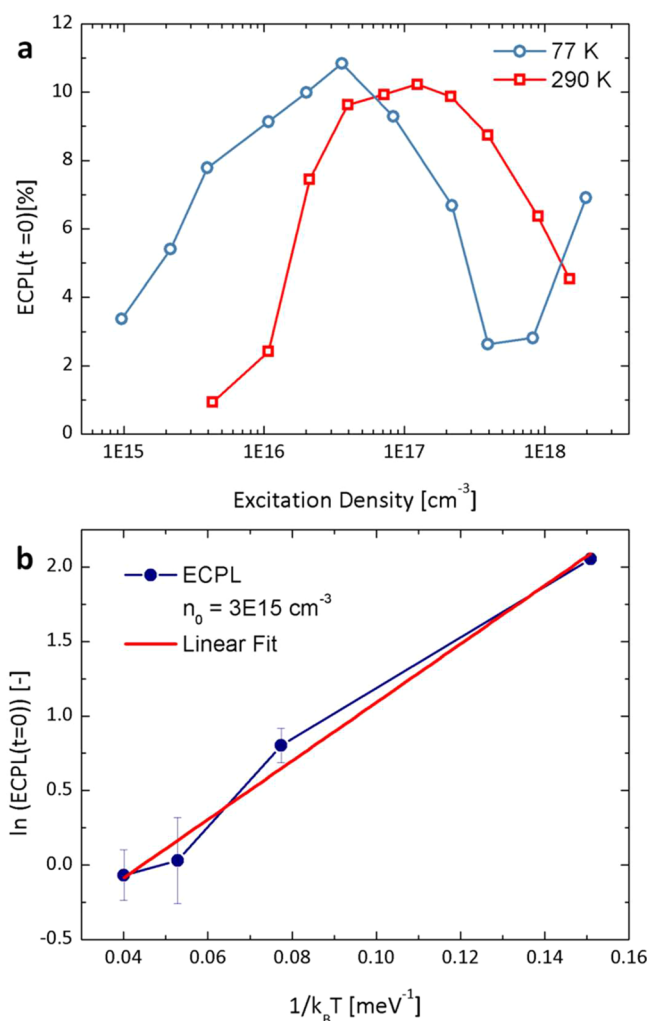 a
12
77 K
290 K
10
8
6
4
2
0
ECPL(t =0)[%]
1E15 1E16 1E17 1E18
Excitation Density [cm⁻³]
b
2.0
ECPL
n₀ = 3E15 cm⁻³
Linear Fit
1.5
1.0
0.5
0.0
-0.5
ln (ECPL(t=0)) [-]
0.04 0.06 0.08 0.10 0.12 0.14 0.16
1/k_BT [meV⁻¹]